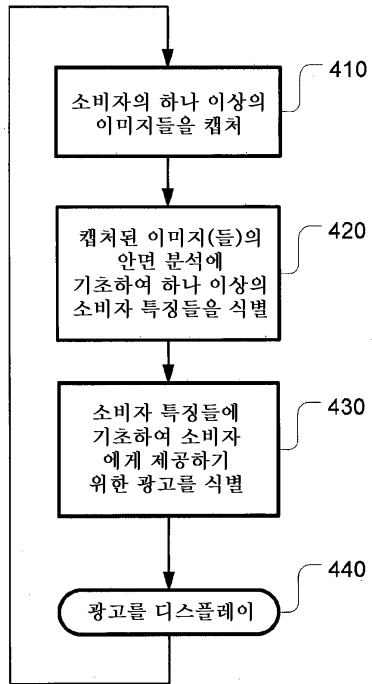 410
소비자의 하나 이상의
이미지들을 캡처
420
캡처된 이미지(들)의
안면 분석에
기초하여 하나 이상의
소비자 특징들을 식별
430
소비자 특징들에
기초하여 소비자
에게 제공하기
위한 광고를 식별
440
광고를 디스플레이